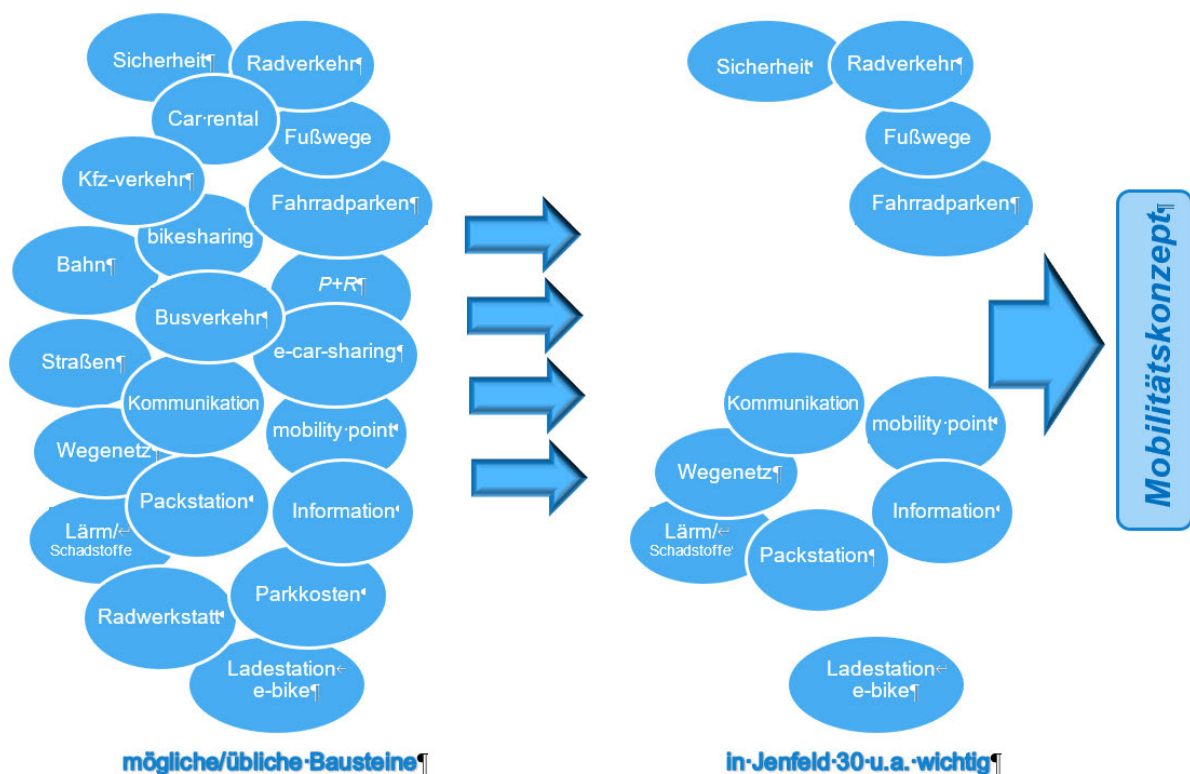 Sicherheit¶
Radverkehr¶
Car·rental
Fußwege
Kfz-verkehr¶
Fahrradparken¶
bikesharing
Bahn¶
P+R¶
Busverkehr¶
e-car-sharing¶
Straßen¶
Kommunikation
mobility·point
Wegenetz¶
Packstation
Information
Lärm/↵
Schadstoffe
Parkkosten
Radwerkstatt
Ladestation↵
e-bike¶
mögliche/übliche·Bausteine¶
Sicherheit
Radverkehr¶
Fußwege
Fahrradparken¶
Kommunikation
mobility·point
Wegenetz¶
Information
Lärm/↵
Schadstoffe
Packstation¶
Ladestation↵
e-bike¶
in·Jenfeld·30·u.a.·wichtig¶
Mobilitätskonzept¶